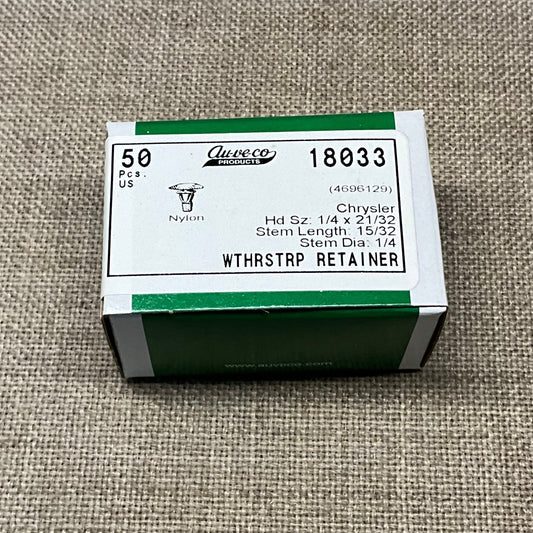 50
Pcs.
US
Au-ve-co
PRODUCTS
18033
(4696129)
Nylon
Chrysler
Hd Sz: 1/4 x 21/32
Stem Length: 15/32
Stem Dia: 1/4
WTHRSTRP RETAINER
www.auveco.com